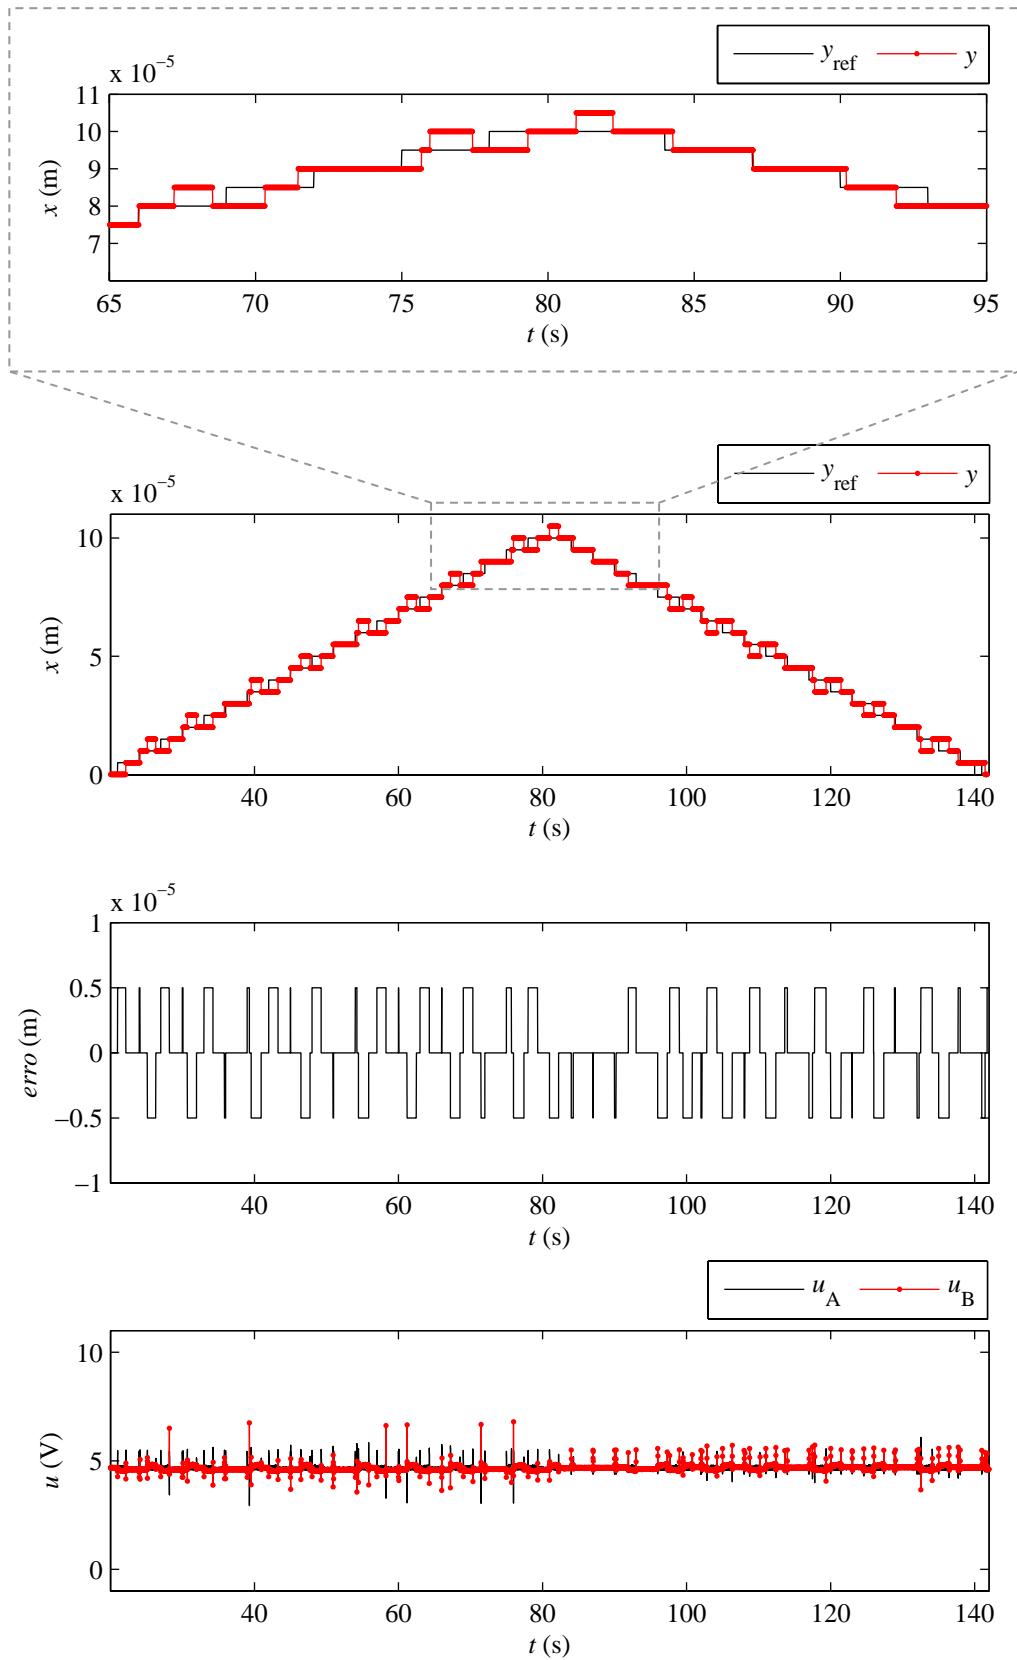 y_ref y
x 10⁻⁵
11
10
9
8
7
x (m)
65 70 75 80 85 90 95
t (s)
y_ref y
x 10⁻⁵
10
5
0
x (m)
40 60 80 100 120 140
t (s)
x 10⁻⁵
1
0.5
0
−0.5
−1
erro (m)
40 60 80 100 120 140
t (s)
u_A u_B
10
5
0
u (V)
40 60 80 100 120 140
t (s)